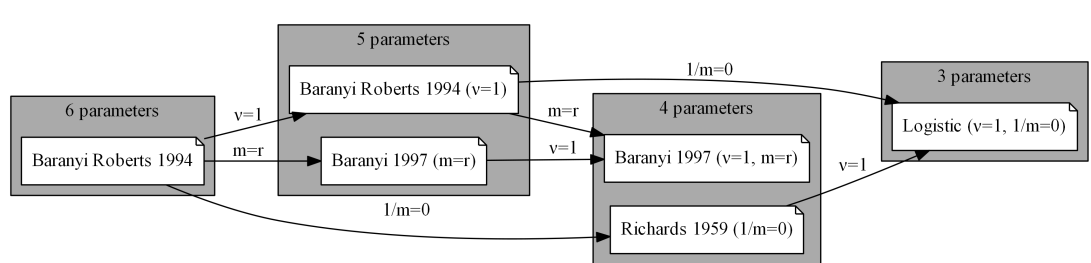 6 parameters
Baranyi Roberts 1994
ν=1
m=r
1/m=0
5 parameters
Baranyi Roberts 1994 (ν=1)
Baranyi 1997 (m=r)
1/m=0
m=r
ν=1
4 parameters
Baranyi 1997 (ν=1, m=r)
Richards 1959 (1/m=0)
ν=1
3 parameters
Logistic (ν=1, 1/m=0)